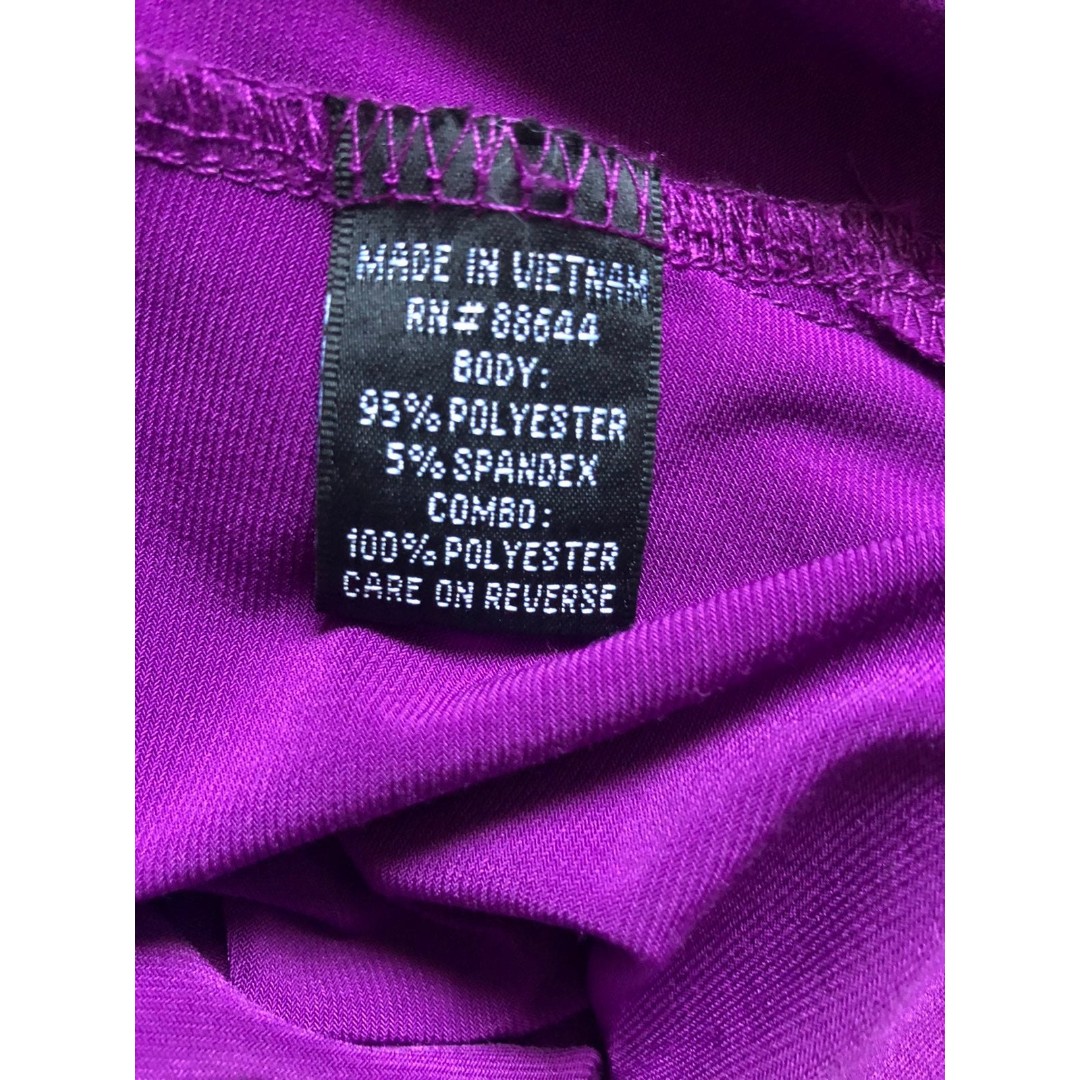 MADE IN VIETNAM
RN# 88644
BODY:
95% POLYESTER
5% SPANDEX
COMBO:
100% POLYESTER
CARE ON REVERSE